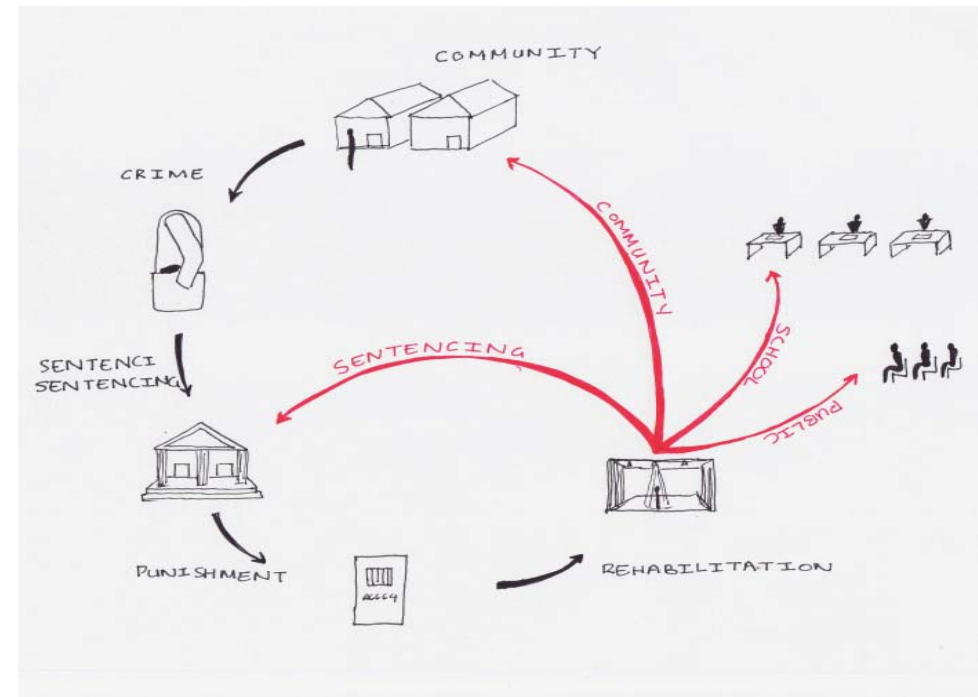 COMMUNITY
CRIME
COMMUNITY
SENTENCING
SCHOOL
SENTENCI
SENTENCING
PUBLIC
PUNISHMENT
REHABILITATION